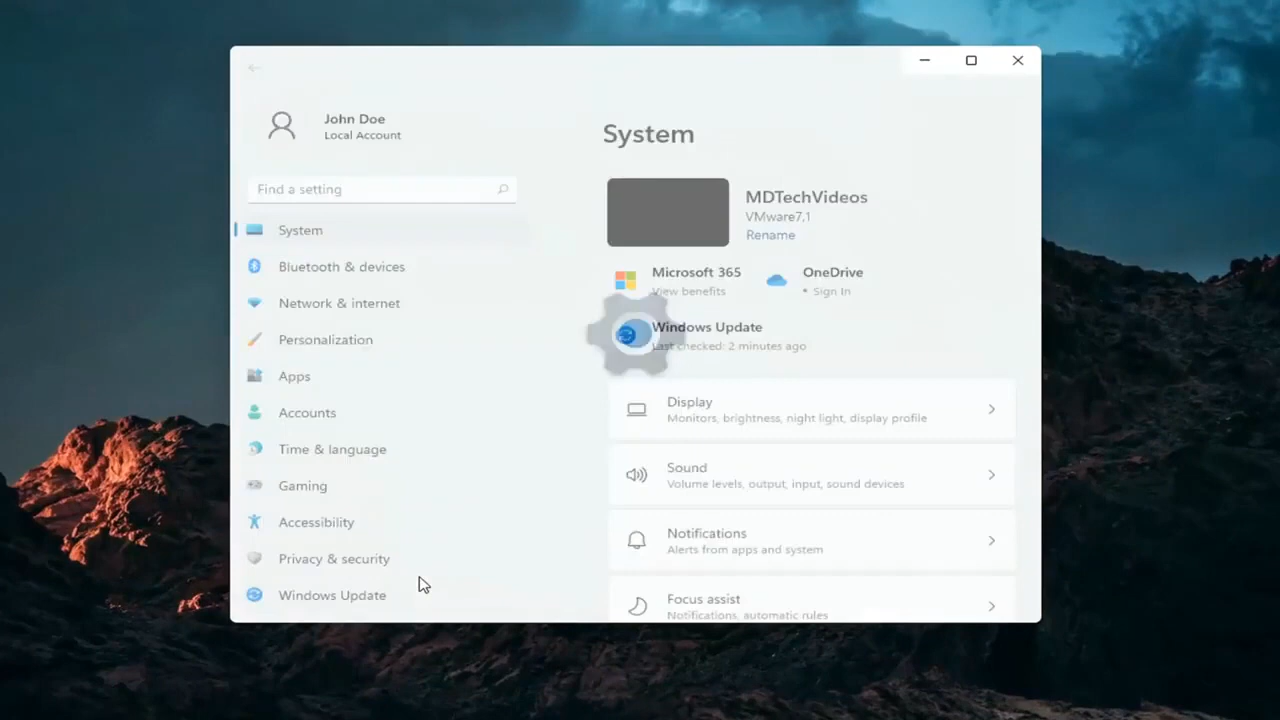 John Doe
Local Account
Find a setting
System
Bluetooth & devices
Network & internet
Personalization
Apps
Accounts
Time & language
Gaming
Accessibility
Privacy & security
Windows Update
System
MDTechVideos
VMware7,1
Rename
Microsoft 365
View benefits
OneDrive
• Sign In
Windows Update
Last checked: 2 minutes ago
Display
Monitors, brightness, night light, display profile
Sound
Volume levels, output, input, sound devices
Notifications
Alerts from apps and system
Focus assist
Notifications, automatic rules